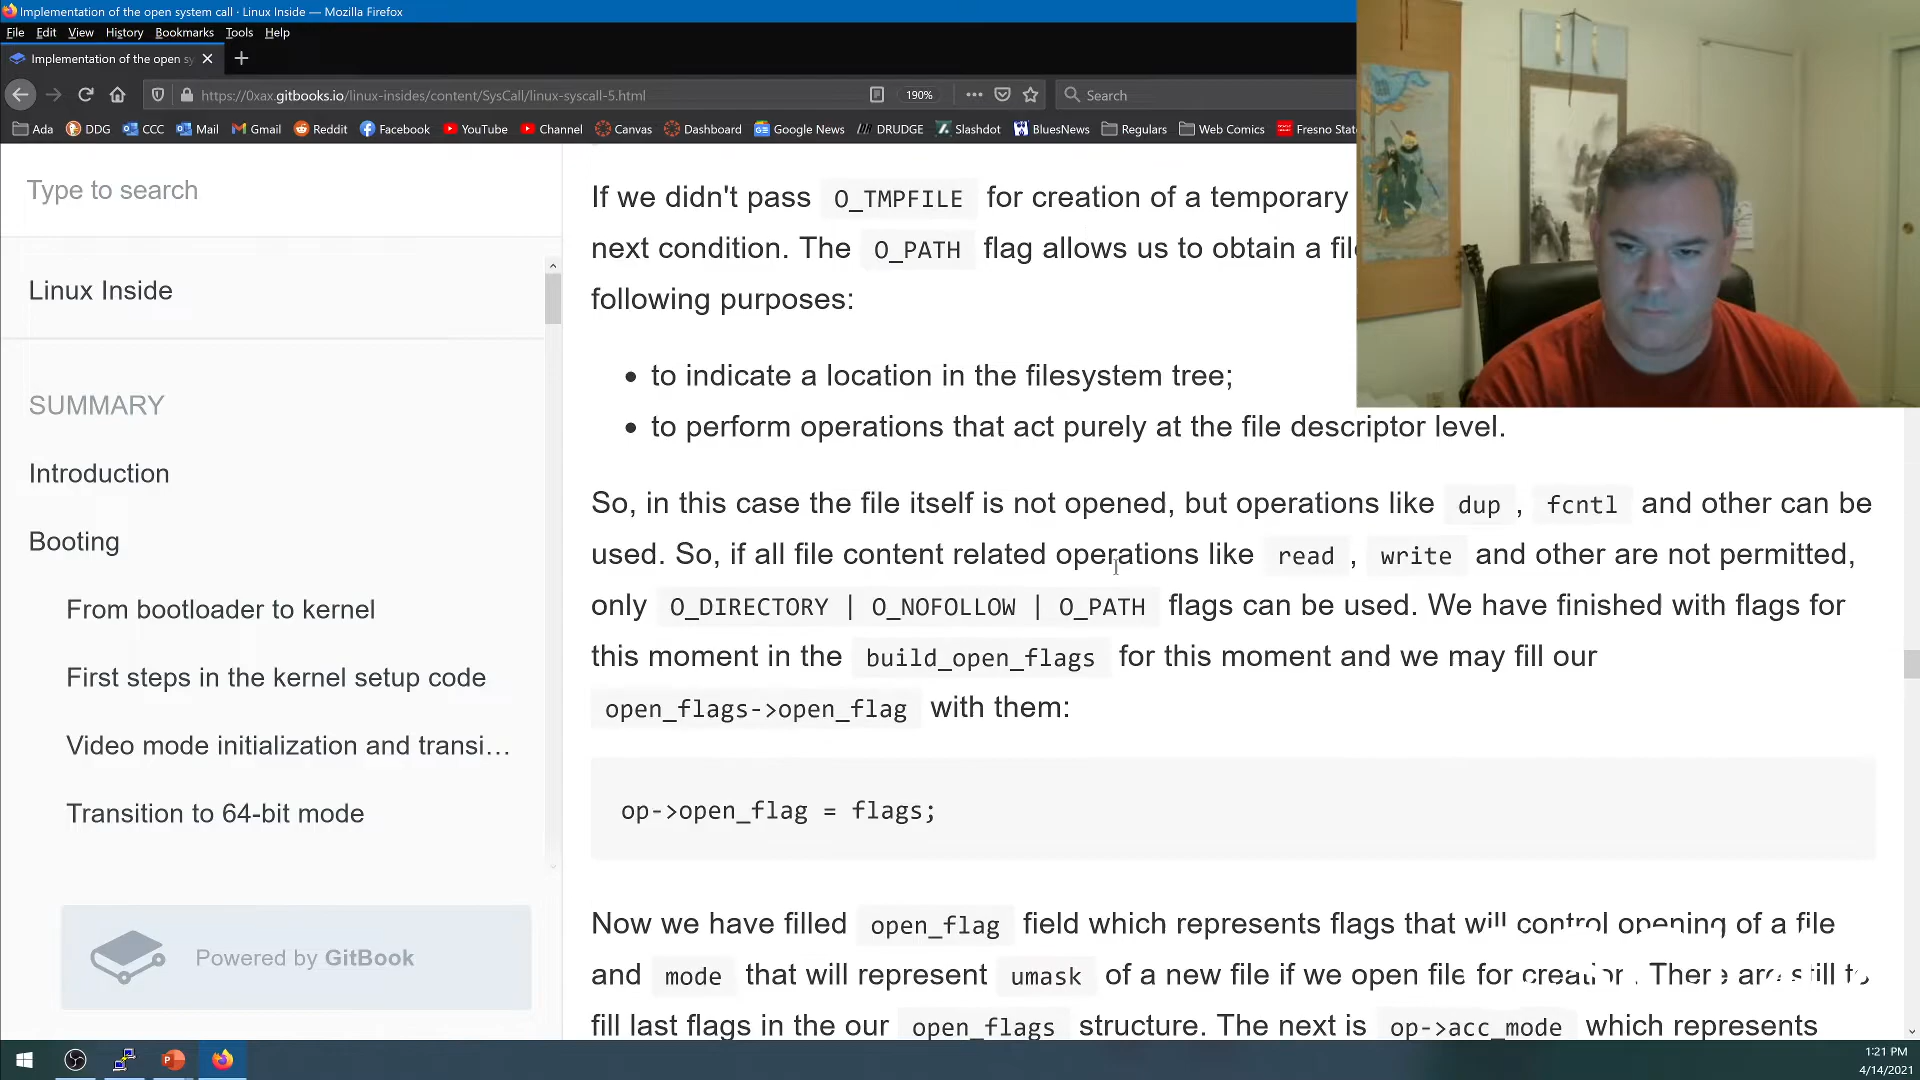 Implementation of the open system call · Linux Inside — Mozilla Firefox
File Edit View History Bookmarks Tools Help
Implementation of the open sy
https://0xax.gitbooks.io/linux-insides/content/SysCall/linux-syscall-5.html 190% Search
Ada DDG CCC Mail Gmail Reddit Facebook YouTube Channel Canvas Dashboard Google News DRUDGE Slashdot BluesNews Regulars Web Comics Fresno Stat
Type to search
Linux Inside
SUMMARY
Introduction
Booting
From bootloader to kernel
First steps in the kernel setup code
Video mode initialization and transi…
Transition to 64-bit mode
Powered by GitBook
If we didn't pass O_TMPFILE for creation of a temporary
next condition. The O_PATH flag allows us to obtain a file
following purposes:
• to indicate a location in the filesystem tree;
• to perform operations that act purely at the file descriptor level.
So, in this case the file itself is not opened, but operations like dup , fcntl and other can be
used. So, if all file content related operations like read , write and other are not permitted,
only O_DIRECTORY | O_NOFOLLOW | O_PATH flags can be used. We have finished with flags for
this moment in the build_open_flags for this moment and we may fill our
open_flags->open_flag with them:
op->open_flag = flags;
Now we have filled open_flag field which represents flags that will control opening of a file
and mode that will represent umask of a new file if we open file for creation. There are still to
fill last flags in the our open_flags structure. The next is op->acc_mode which represents
1:21 PM
4/14/2021